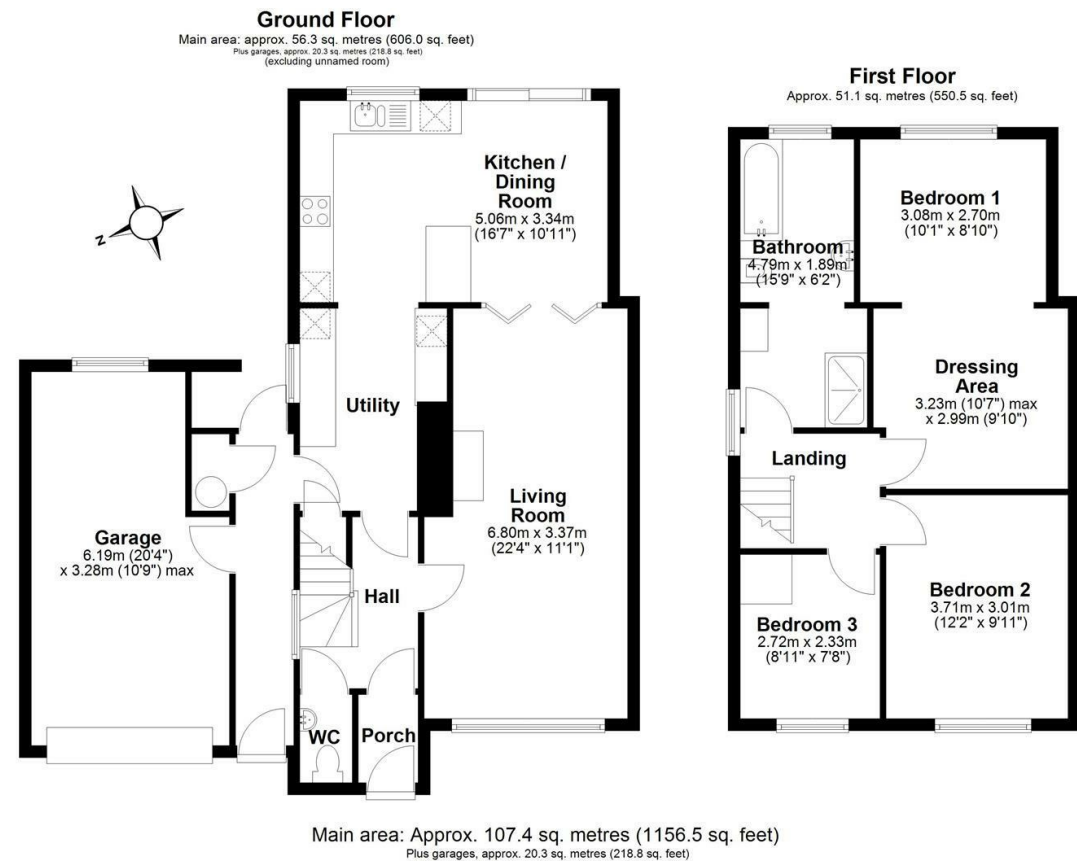 Ground Floor
Main area: approx. 56.3 sq. metres (606.0 sq. feet)
Plus garages, approx. 20.3 sq. metres (218.8 sq. feet)
(excluding unnamed room)
First Floor
Approx. 51.1 sq. metres (550.5 sq. feet)
Kitchen /
Dining
Room
5.06m x 3.34m
(16'7" x 10'11")
N
Utility
Garage
6.19m (20'4")
x 3.28m (10'9") max
Living
Room
6.80m x 3.37m
(22'4" x 11'1")
Hall
WC
Porch
Bedroom 1
3.08m x 2.70m
(10'1" x 8'10")
Bathroom
4.79m x 1.89m
(15'9" x 6'2")
Dressing
Area
3.23m (10'7") max
x 2.99m (9'10")
Landing
Bedroom 2
3.71m x 3.01m
(12'2" x 9'11")
Bedroom 3
2.72m x 2.33m
(8'11" x 7'8")
Main area: Approx. 107.4 sq. metres (1156.5 sq. feet)
Plus garages, approx. 20.3 sq. metres (218.8 sq. feet)